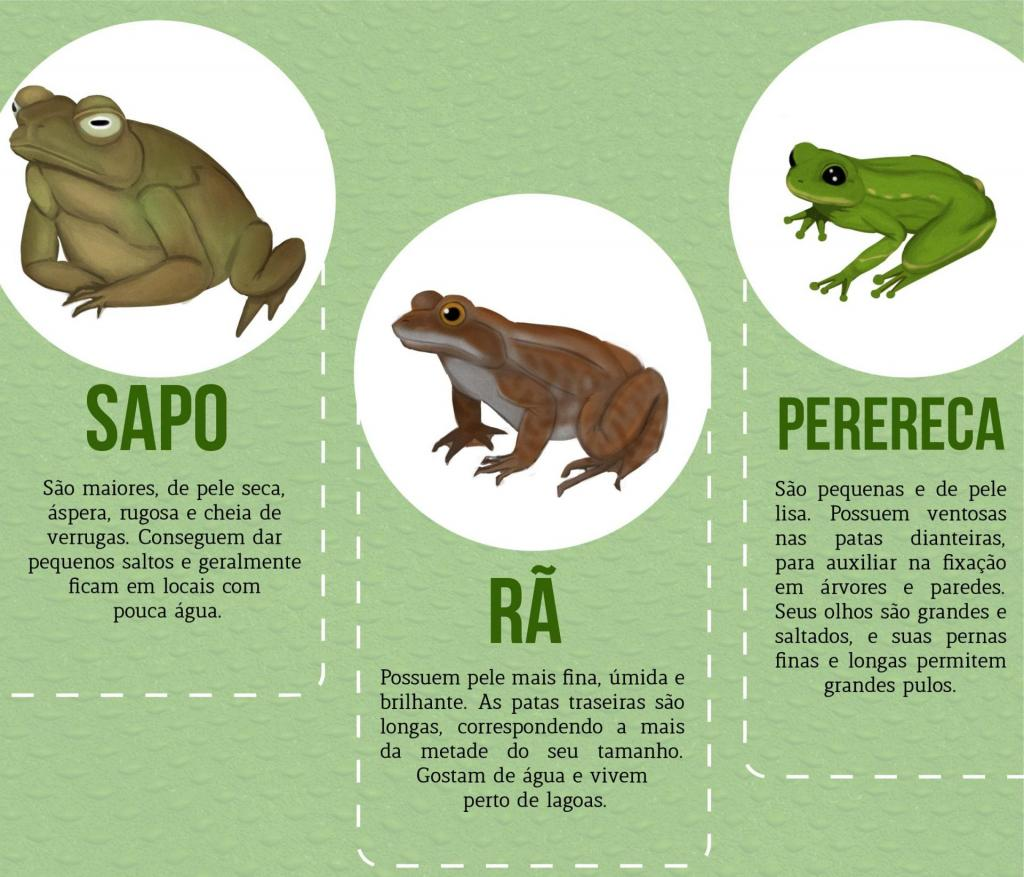 SAPO
São maiores, de pele seca,
áspera, rugosa e cheia de
verrugas. Conseguem dar
pequenos saltos e geralmente
ficam em locais com
pouca água.
RÃ
Possuem pele mais fina, úmida e
brilhante. As patas traseiras são
longas, correspondendo a mais
da metade do seu tamanho.
Gostam de água e vivem
perto de lagoas.
PERERECA
São pequenas e de pele
lisa. Possuem ventosas
nas patas dianteiras,
para auxiliar na fixação
em árvores e paredes.
Seus olhos são grandes e
saltados, e suas pernas
finas e longas permitem
grandes pulos.